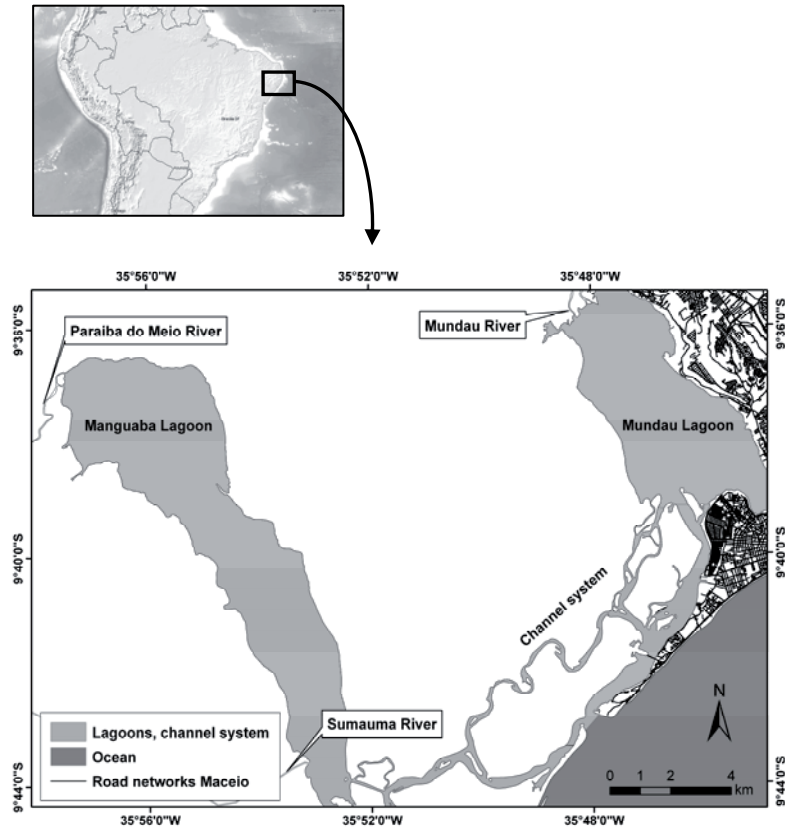 Brasilia DF
35°56'0"W
35°52'0"W
35°48'0"W
9°36'0"S
9°36'0"S
Paraiba do Meio River
Mundau River
Manguaba Lagoon
Mundau Lagoon
9°40'0"S
9°40'0"S
Channel system
Sumauma River
N
Lagoons, channel system
Ocean
Road networks Maceio
0 1 2 4
km
9°44'0"S
9°44'0"S
35°56'0"W
35°52'0"W
35°48'0"W